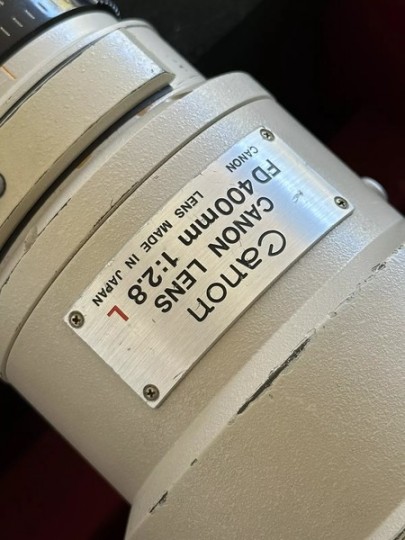 Canon
CANON LENS
FD400mm 1:2.8 L
CANON LENS MADE IN JAPAN